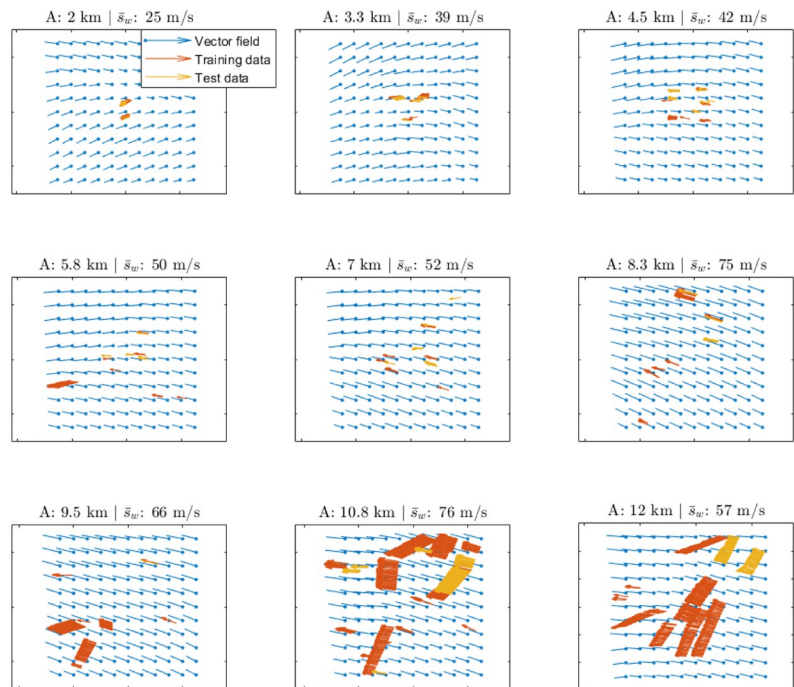 A: 2 km | s̄w: 25 m/s
A: 3.3 km | s̄w: 39 m/s
A: 4.5 km | s̄w: 42 m/s
Vector field
Training data
Test data
A: 5.8 km | s̄w: 50 m/s
A: 7 km | s̄w: 52 m/s
A: 8.3 km | s̄w: 75 m/s
A: 9.5 km | s̄w: 66 m/s
A: 10.8 km | s̄w: 76 m/s
A: 12 km | s̄w: 57 m/s